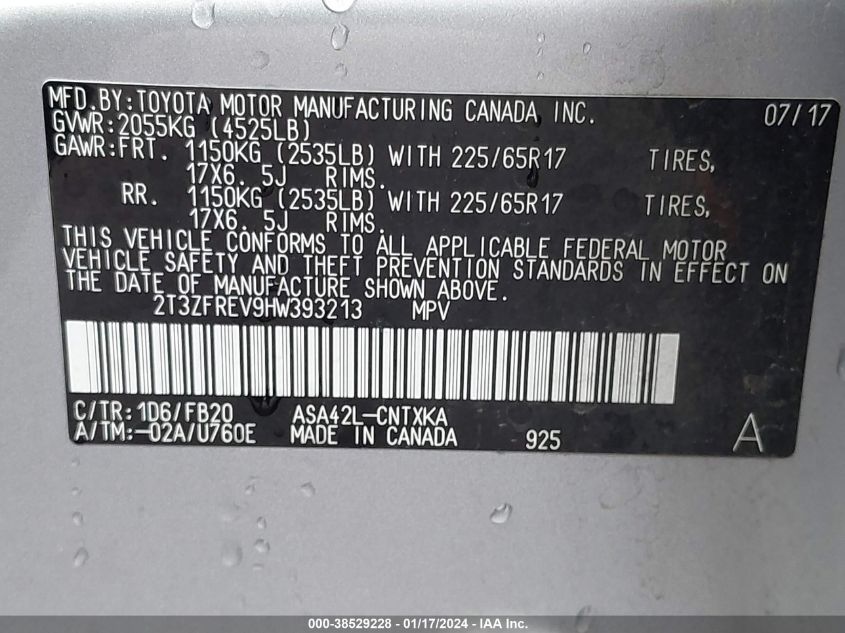 MFD.BY:TOYOTA MOTOR MANUFACTURING CANADA INC. 07/17
GVWR:2055KG (4525LB)
GAWR:FRT. 1150KG (2535LB) WITH 225/65R17 TIRES,
17X6. 5J RIMS.
RR. 1150KG (2535LB) WITH 225/65R17 TIRES,
17X6. 5J RIMS.
THIS VEHICLE CONFORMS TO ALL APPLICABLE FEDERAL MOTOR
VEHICLE SAFETY AND THEFT PREVENTION STANDARDS IN EFFECT ON
THE DATE OF MANUFACTURE SHOWN ABOVE.
2T3ZFREV9HW393213 MPV
C/TR:1D6/FB20 ASA42L-CNTXKA
A/TM:-02A/U760E MADE IN CANADA 925 A
000-38529228 - 01/17/2024 - IAA Inc.